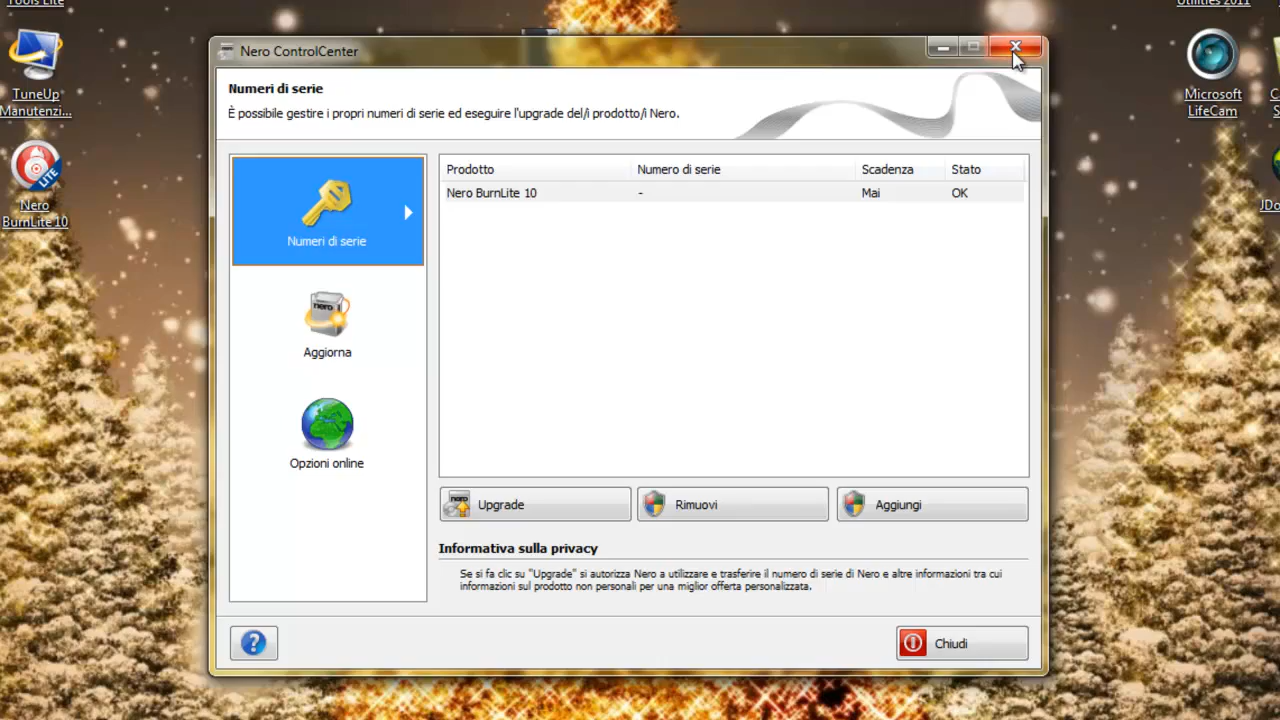 Tools Lite
Utilities 2011
Nero ControlCenter
Numeri di serie
È possibile gestire i propri numeri di serie ed eseguire l'upgrade del/i prodotto/i Nero.
TuneUp
Manutenzi...
Microsoft
LifeCam
LITE
Nero
BurnLite 10
Numeri di serie
nero
Aggiorna
Opzioni online
Prodotto Numero di serie Scadenza Stato
Nero BurnLite 10 - Mai OK
nero Upgrade Rimuovi Aggiungi
Informativa sulla privacy
Se si fa clic su "Upgrade" si autorizza Nero a utilizzare e trasferire il numero di serie di Nero e altre informazioni tra cui
informazioni sul prodotto non personali per una miglior offerta personalizzata.
? Chiudi